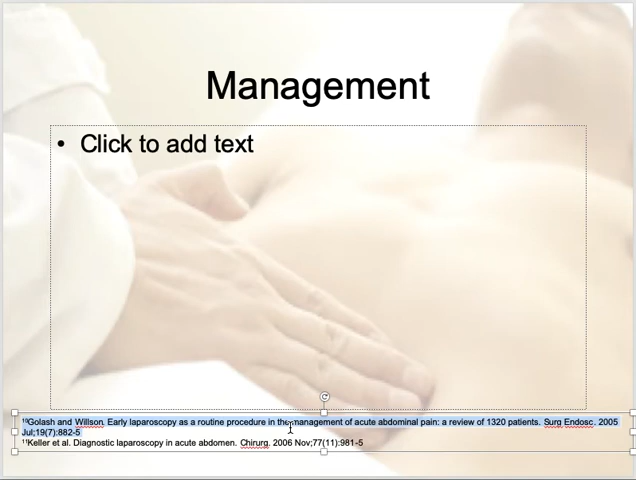 Management
• Click to add text
¹⁰Golash and Willson. Early laparoscopy as a routine procedure in the management of acute abdominal pain: a review of 1320 patients. Surg Endosc. 2005
Jul;19(7):882-5
¹¹Keller et al. Diagnostic laparoscopy in acute abdomen. Chirurg. 2006 Nov;77(11):981-5